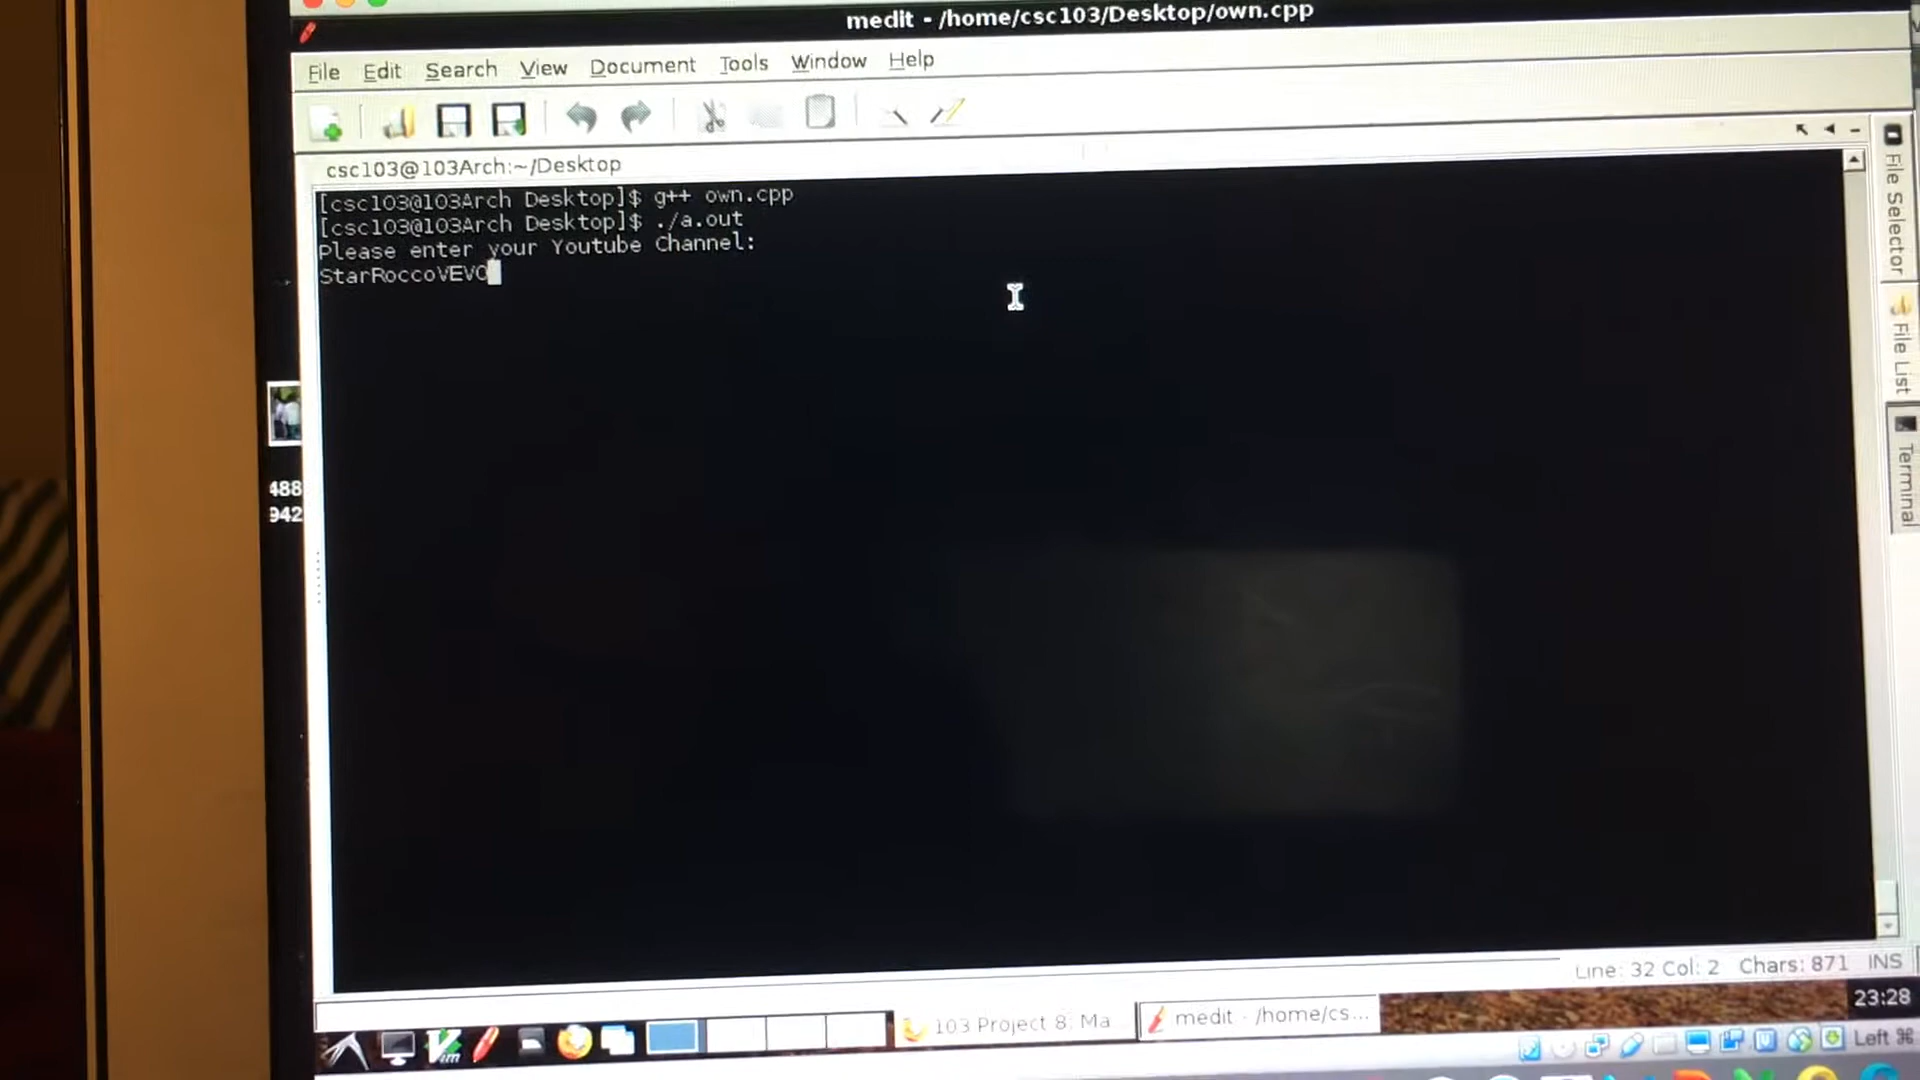 medit - /home/csc103/Desktop/own.cpp
File Edit Search View Document Tools Window Help
csc103@103Arch:~/Desktop
[csc103@103Arch Desktop]$ g++ own.cpp
[csc103@103Arch Desktop]$ ./a.out
Please enter your Youtube Channel:
StarRoccoVEVO
File Selector
File List
Terminal
488
942
Line: 32 Col: 2 Chars: 871 INS
23:28
103 Project 8: Ma
medit - /home/cs...
Vim
Left ⌘